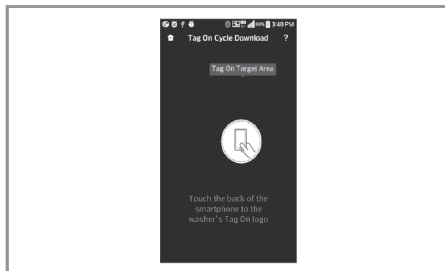 3:40 PM
Tag On Cycle Download ?
Tag On Target Area
Touch the back of the
smartphone to the
washer's Tag On logo